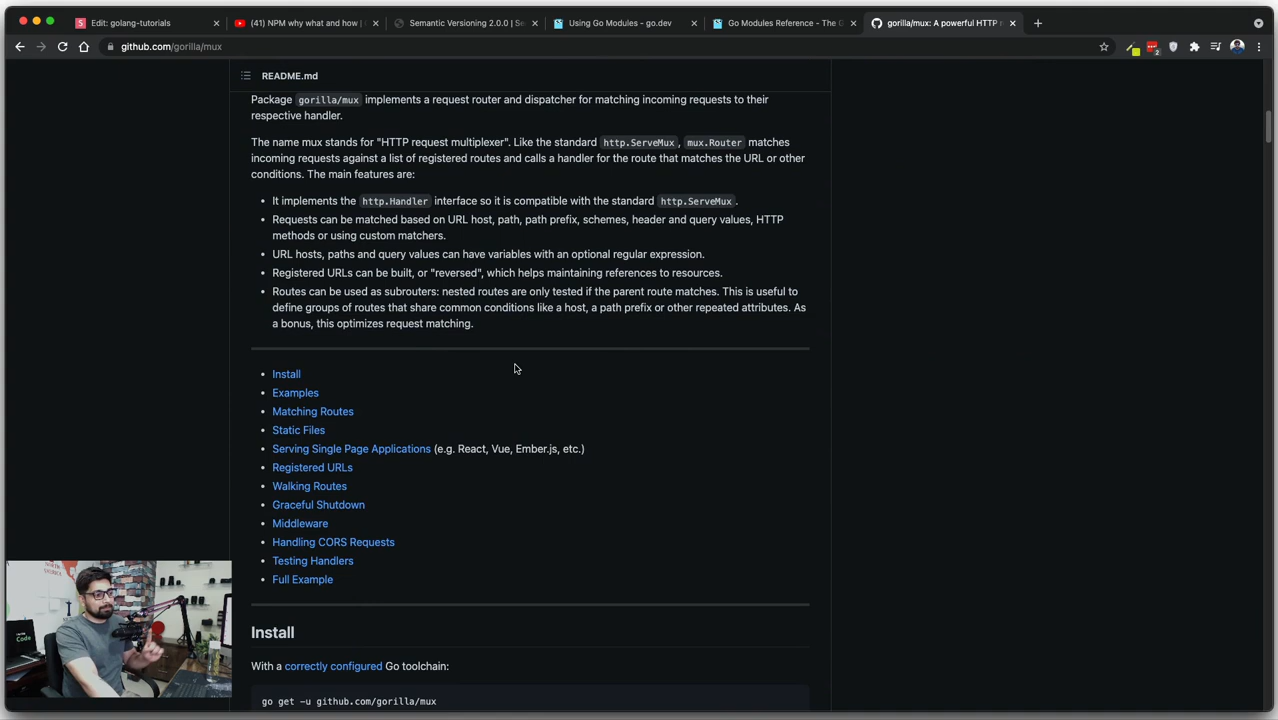 Edit: golang-tutorials
(41) NPM why what and how |
Semantic Versioning 2.0.0 | Se
Using Go Modules - go.dev
Go Modules Reference - The G
gorilla/mux: A powerful HTTP r
github.com/gorilla/mux
README.md
Package gorilla/mux implements a request router and dispatcher for matching incoming requests to their
respective handler.
The name mux stands for "HTTP request multiplexer". Like the standard http.ServeMux, mux.Router matches
incoming requests against a list of registered routes and calls a handler for the route that matches the URL or other
conditions. The main features are:
• It implements the http.Handler interface so it is compatible with the standard http.ServeMux.
• Requests can be matched based on URL host, path, path prefix, schemes, header and query values, HTTP
methods or using custom matchers.
• URL hosts, paths and query values can have variables with an optional regular expression.
• Registered URLs can be built, or "reversed", which helps maintaining references to resources.
• Routes can be used as subrouters: nested routes are only tested if the parent route matches. This is useful to
define groups of routes that share common conditions like a host, a path prefix or other repeated attributes. As
a bonus, this optimizes request matching.
• Install
• Examples
• Matching Routes
• Static Files
• Serving Single Page Applications (e.g. React, Vue, Ember.js, etc.)
• Registered URLs
• Walking Routes
• Graceful Shutdown
• Middleware
• Handling CORS Requests
• Testing Handlers
• Full Example
Install
With a correctly configured Go toolchain:
go get -u github.com/gorilla/mux
Code